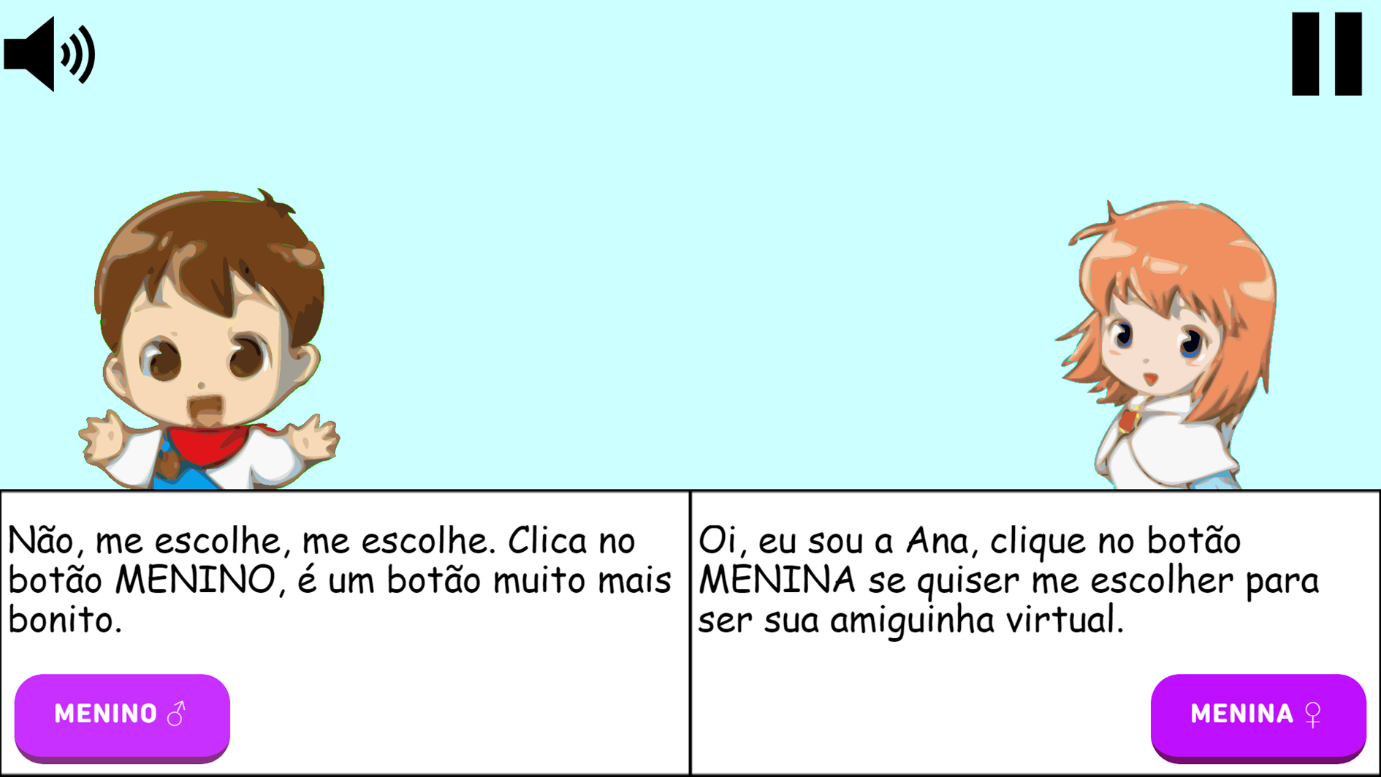 Não, me escolhe, me escolhe. Clica no
botão MENINO, é um botão muito mais
bonito.
MENINO ♂
Oi, eu sou a Ana, clique no botão
MENINA se quiser me escolher para
ser sua amiguinha virtual.
MENINA ♀